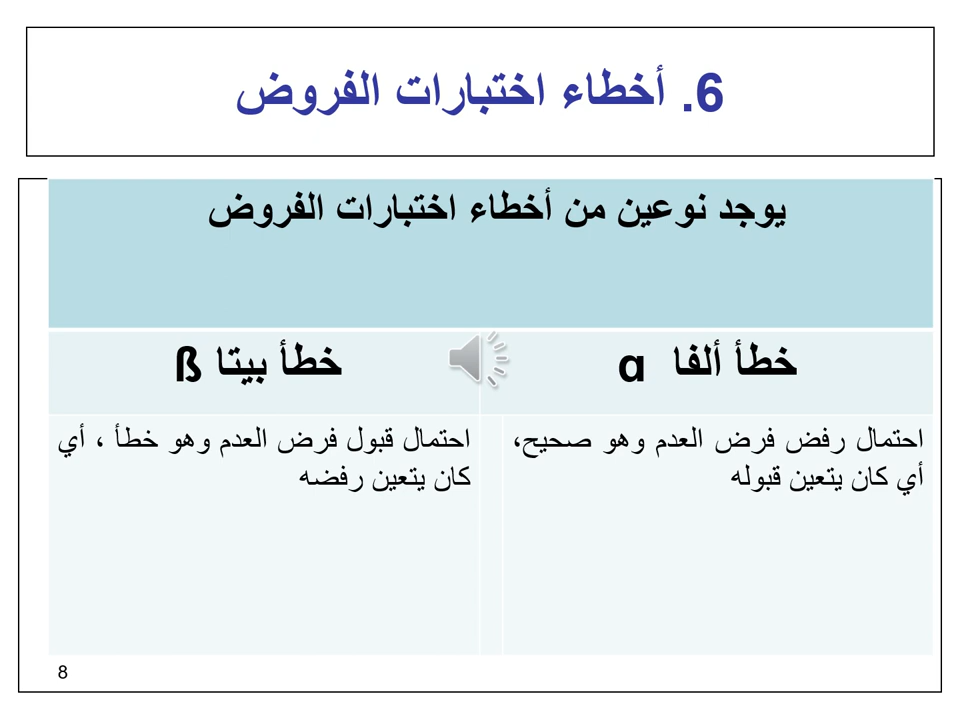 6. أخطاء اختبارات الفروض
يوجد نوعين من أخطاء اختبارات الفروض
خطأ ألفا ɑ
خطأ بيتا ß
احتمال رفض فرض العدم وهو صحيح،
أي كان يتعين قبوله
احتمال قبول فرض العدم وهو خطأ ، أي
كان يتعين رفضه
8